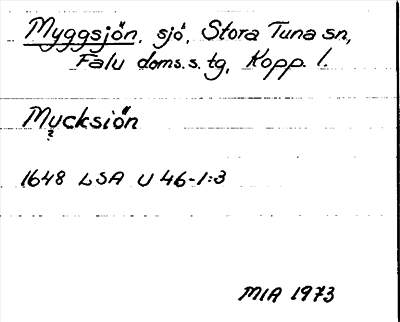 Myggsjön, sjö, Stora Tuna sn,
Falu doms.s. tg, Kopp. l.
Mycksiön
?
1648 LSA U 46-1:3
MIA 1973